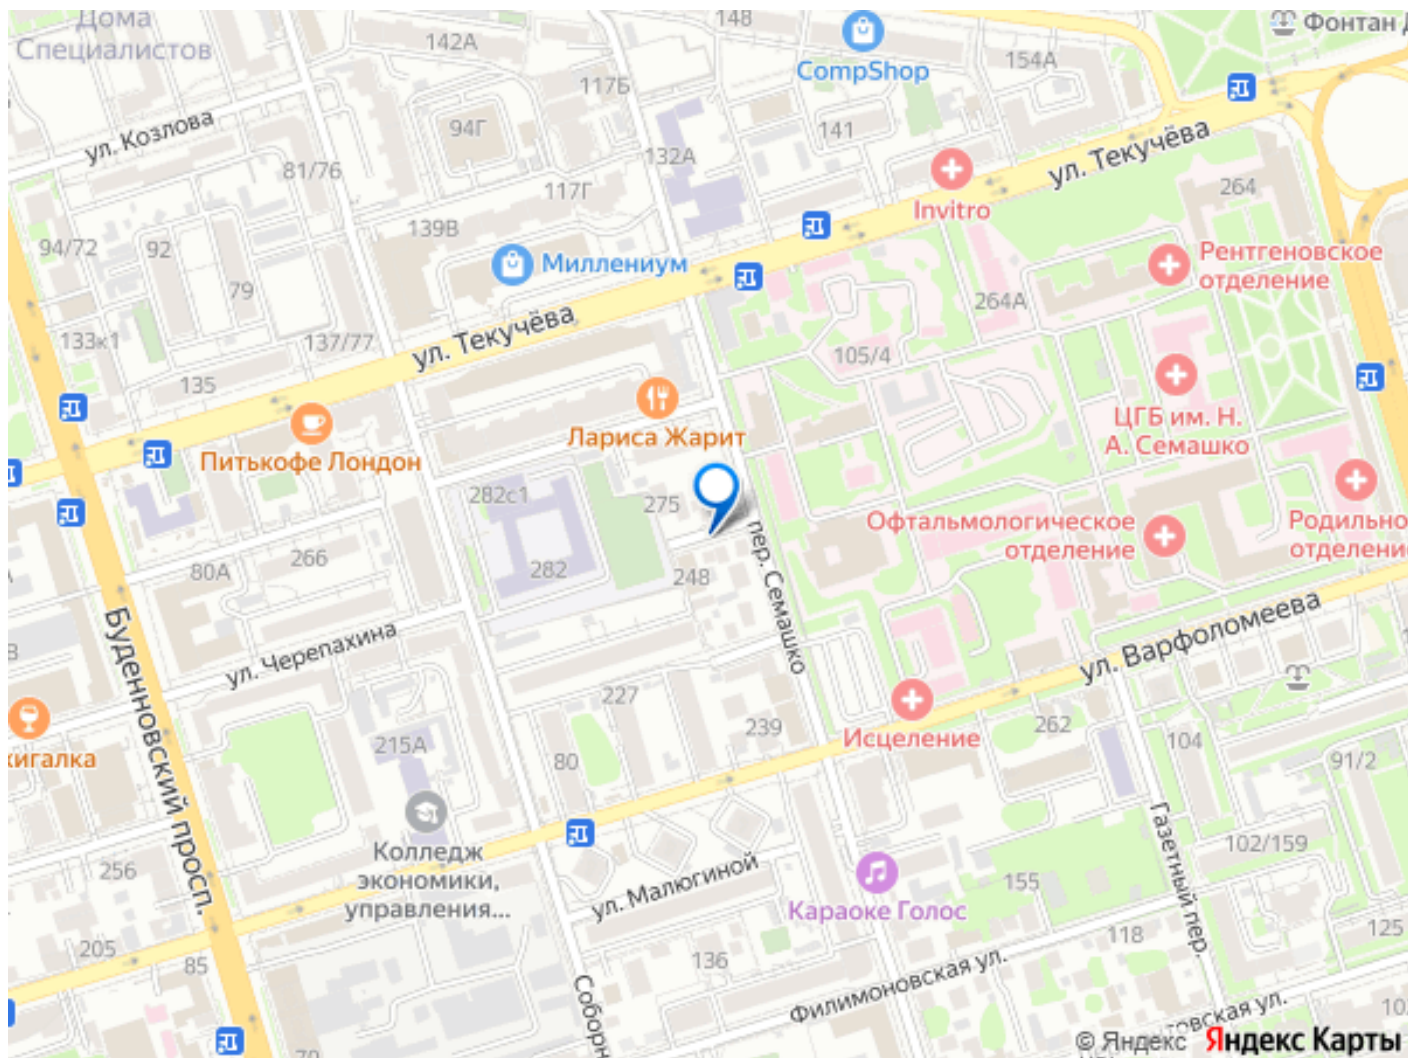 Дома
Специалистов
142А
148
CompShop
154А
Фонтан Д
117Б
ул. Козлова
94Г
141
132А
ул. Текучёва
81/76
117Г
Invitro
264
94/72
92
139В
Миллениум
Рентгеновское
отделение
79
264А
133к1
137/77
ул. Текучёва
105/4
135
Лариса Жарит
ЦГБ им. Н.
А. Семашко
Питькофе Лондон
282с1
275
пер. Семашко
Офтальмологическое
отделение
Родильно
отделени
266
80А
282
248
Буденновский просп.
ул. Черепахина
ул. Варфоломеева
227
239
Исцеление
262
104
91/2
кигалка
215А
80
Колледж
экономики,
управления...
256
ул. Малюгиной
Караоке Голос
155
Газетный пер.
102/159
205
85
136
118
125
Филимоновская ул.
Соборн
товская ул.
10
© Яндекс Яндекс Карты